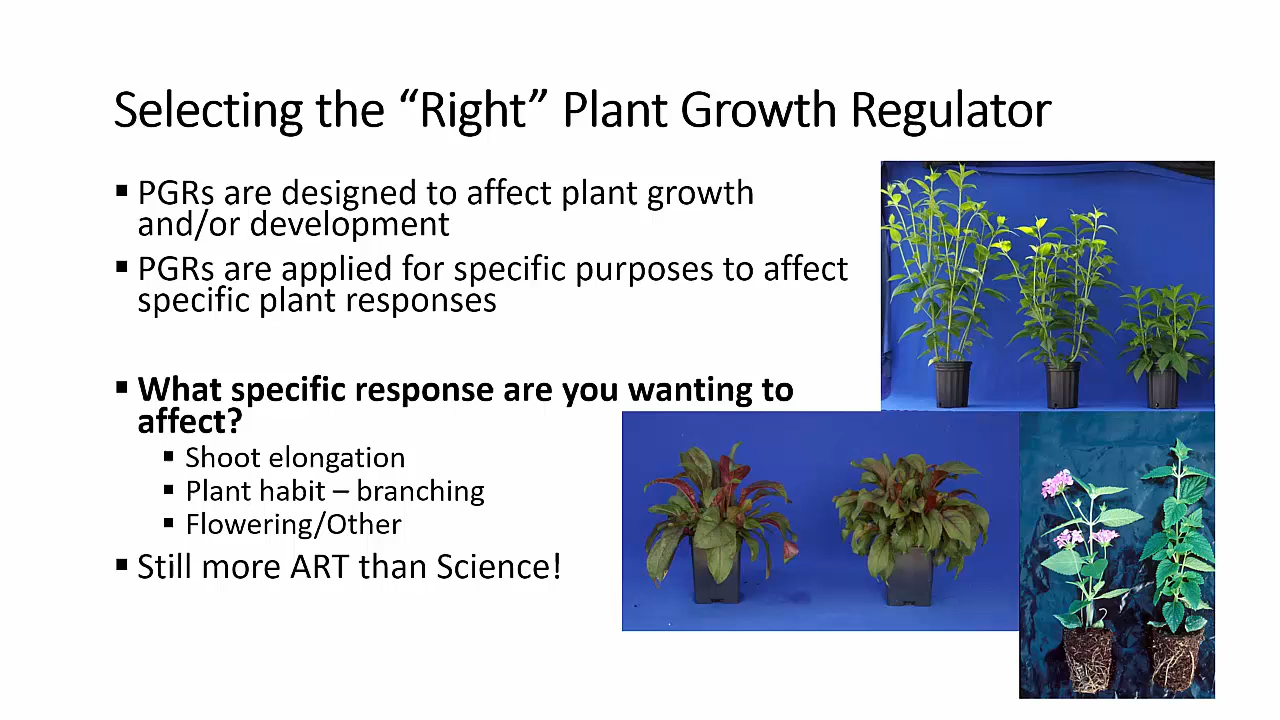 Selecting the “Right” Plant Growth Regulator
▪ PGRs are designed to affect plant growth
and/or development
▪ PGRs are applied for specific purposes to affect
specific plant responses
▪ What specific response are you wanting to
affect?
▪ Shoot elongation
▪ Plant habit – branching
▪ Flowering/Other
▪ Still more ART than Science!